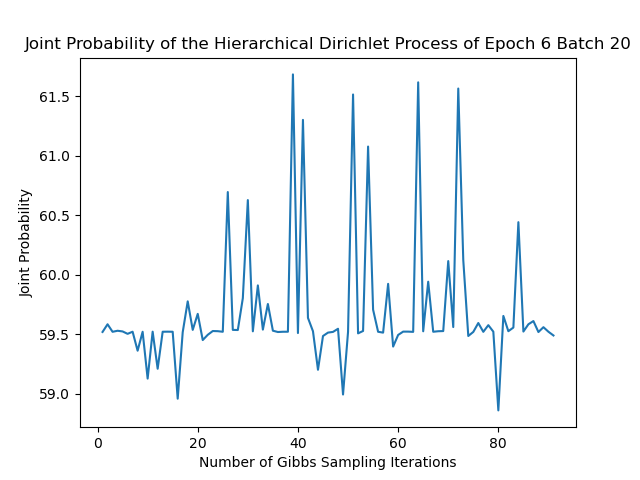 Joint Probability of the Hierarchical Dirichlet Process of Epoch 6 Batch 20
61.5
61.0
60.5
60.0
59.5
59.0
Joint Probability
0 20 40 60 80
Number of Gibbs Sampling Iterations